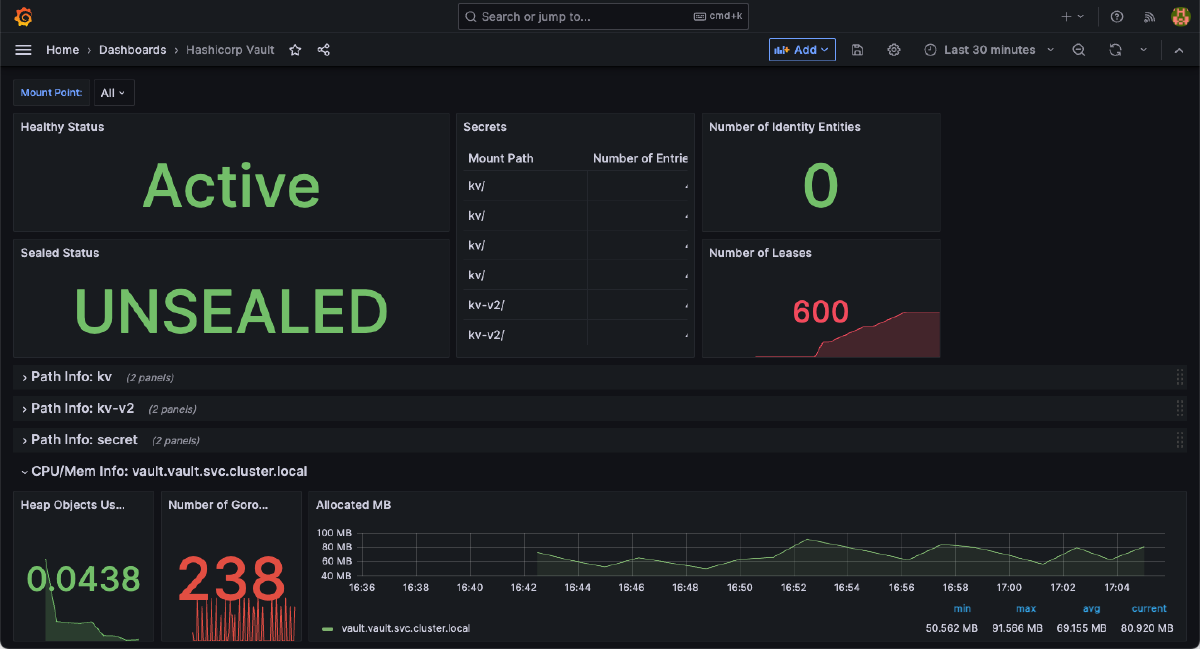 Search or jump to...
cmd+k
Home › Dashboards › Hashicorp Vault
Add
Last 30 minutes
Mount Point:
All
Healthy Status
Active
Secrets
Mount Path
Number of Entrie
kv/
kv/
kv/
kv/
kv-v2/
kv-v2/
Number of Identity Entities
0
Sealed Status
UNSEALED
Number of Leases
600
Path Info: kv (2 panels)
Path Info: kv-v2 (2 panels)
Path Info: secret (2 panels)
CPU/Mem Info: vault.vault.svc.cluster.local
Heap Objects Us...
0.0438
Number of Goro...
238
Allocated MB
100 MB
80 MB
60 MB
40 MB
16:36 16:38 16:40 16:42 16:44 16:46 16:48 16:50 16:52 16:54 16:56 16:58 17:00 17:02 17:04
min max avg current
vault.vault.svc.cluster.local 50.562 MB 91.566 MB 69.155 MB 80.920 MB